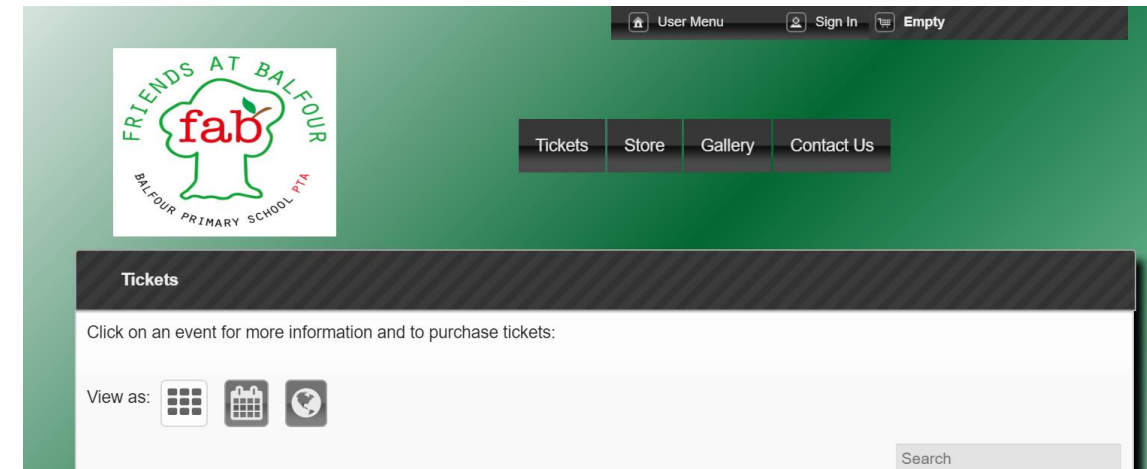 User Menu
Sign In
Empty
FRIENDS AT BALFOUR
fab
BALFOUR PRIMARY SCHOOL PTA
Tickets
Store
Gallery
Contact Us
Tickets
Click on an event for more information and to purchase tickets:
View as:
Search